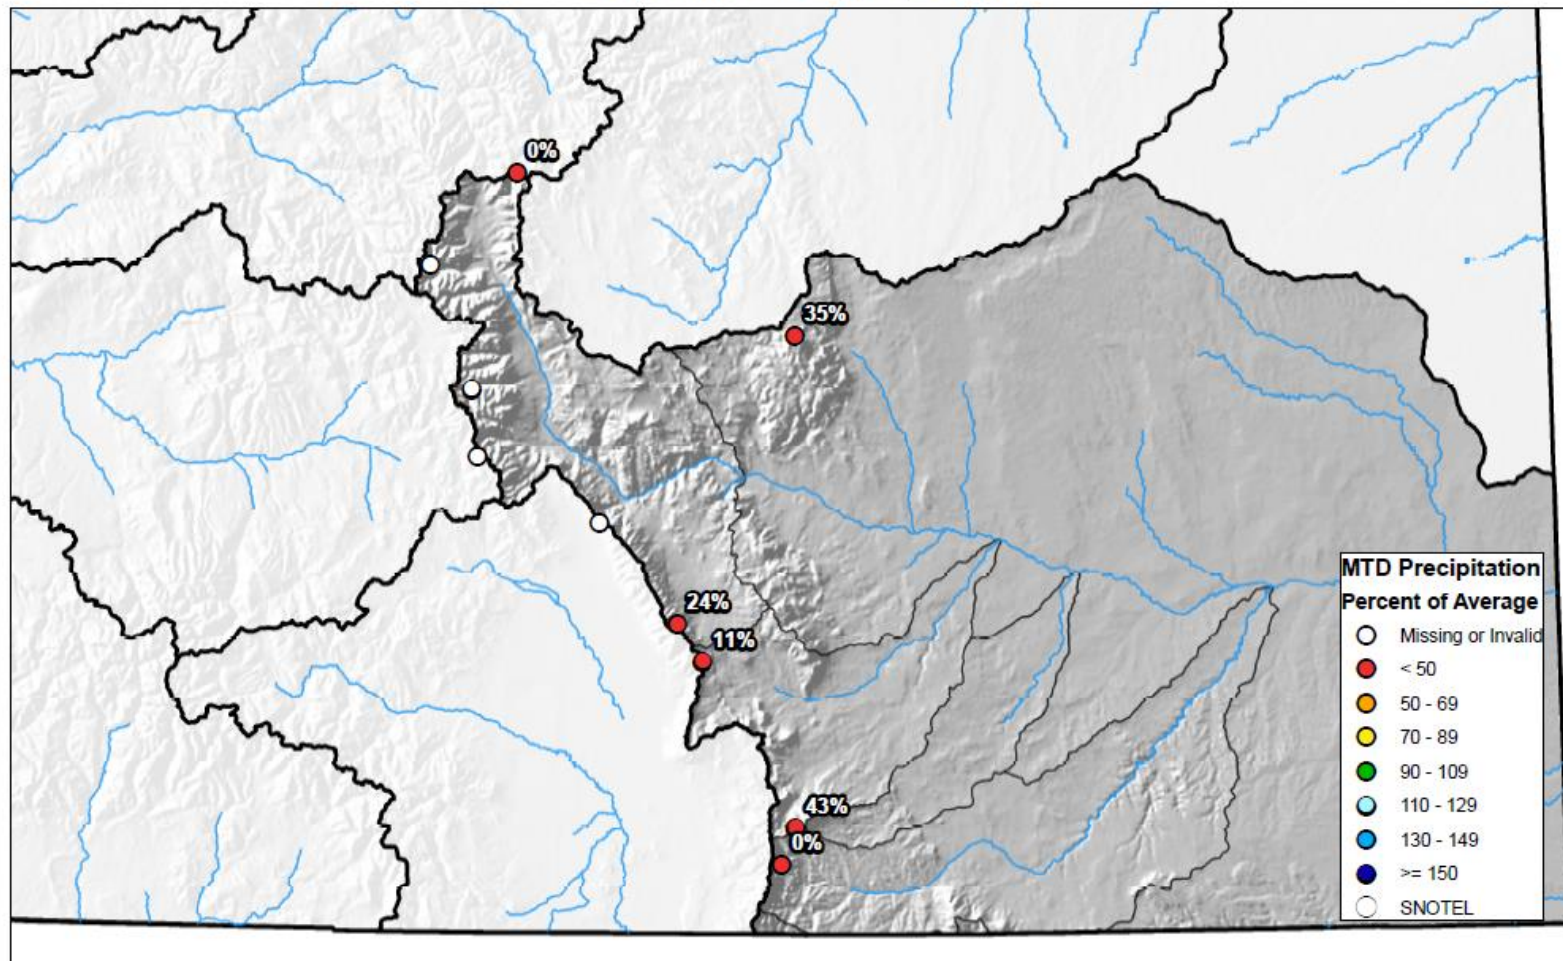 0%
35%
24%
11%
43%
0%
MTD Precipitation
Percent of Average
Missing or Invalid
< 50
50 - 69
70 - 89
90 - 109
110 - 129
130 - 149
>= 150
SNOTEL